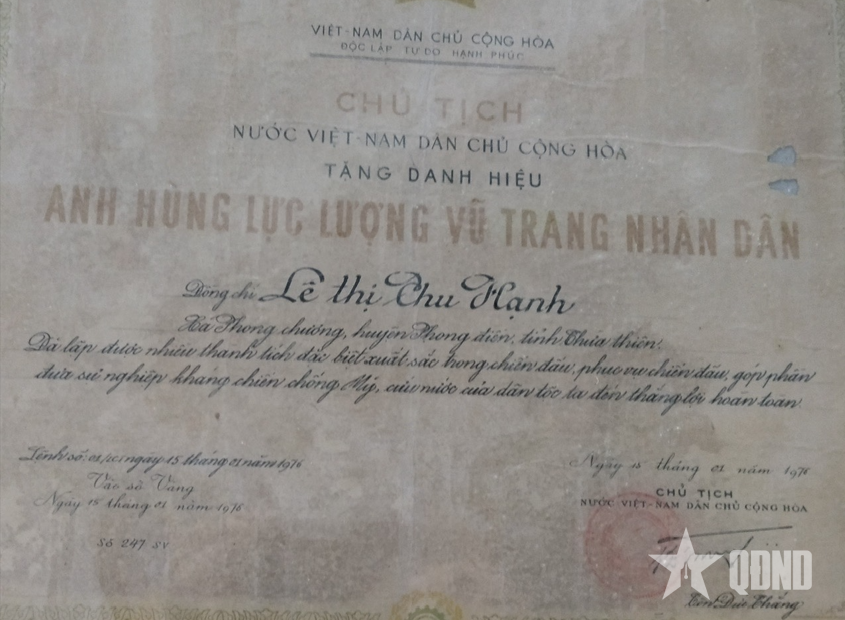 VIỆT-NAM DÂN CHỦ CỘNG HÒA
ĐỘC LẬP TỰ DO HẠNH PHÚC
CHỦ TỊCH
NƯỚC VIỆT-NAM DÂN CHỦ CỘNG HÒA
TẶNG DANH HIỆU
ANH HÙNG LỰC LƯỢNG VŨ TRANG NHÂN DÂN
Đồng chí Lê thị Thu Hạnh
Xã Phong chương, huyện Phong điền, tỉnh Thừa thiên.
Đã lập được nhiều thành tích đặc biệt xuất sắc trong chiến đấu, phục vụ chiến đấu, góp phần
đưa sự nghiệp kháng chiến chống Mỹ, cứu nước của dân tộc ta đến thắng lợi hoàn toàn.
Lệnh số: 01/LCT ngày 15 tháng 01 năm 1976
Vào sổ Vàng
Ngày 15 tháng 01 năm 1976
Số 247 SV
Ngày 15 tháng 01 năm 1976
CHỦ TỊCH
NƯỚC VIỆT-NAM DÂN CHỦ CỘNG HÒA
QĐND
Tôn Đức Thắng